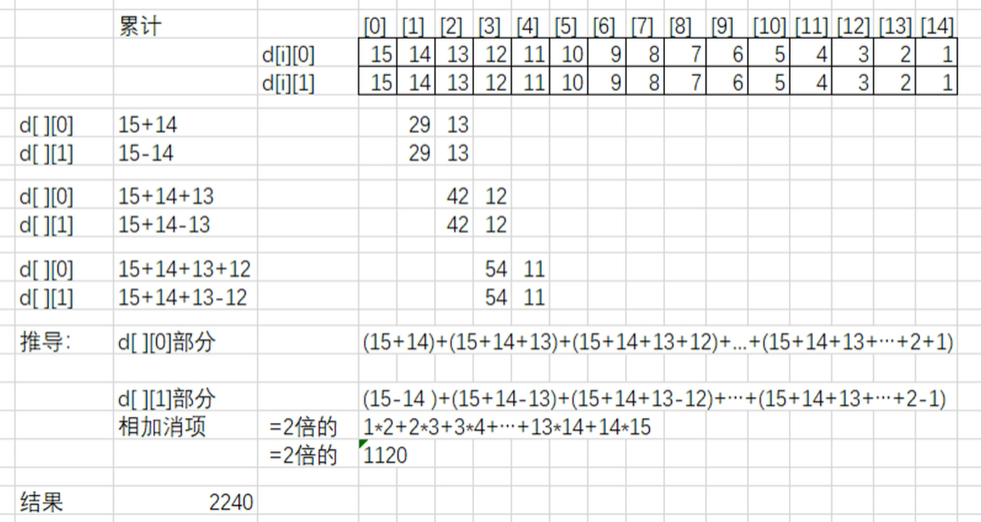 累计 [0] [1] [2] [3] [4] [5] [6] [7] [8] [9] [10] [11] [12] [13] [14]
d[i][0] 15 14 13 12 11 10 9 8 7 6 5 4 3 2 1
d[i][1] 15 14 13 12 11 10 9 8 7 6 5 4 3 2 1
d[ ][0] 15+14 29 13
d[ ][1] 15-14 29 13
d[ ][0] 15+14+13 42 12
d[ ][1] 15+14-13 42 12
d[ ][0] 15+14+13+12 54 11
d[ ][1] 15+14+13-12 54 11
推导: d[ ][0]部分 (15+14)+(15+14+13)+(15+14+13+12)+...+(15+14+13+···+2+1)
d[ ][1]部分 (15-14 )+(15+14-13)+(15+14+13-12)+···+(15+14+13+···+2-1)
相加消项 =2倍的 1*2+2*3+3*4+···+13*14+14*15
=2倍的 1120
结果 2240